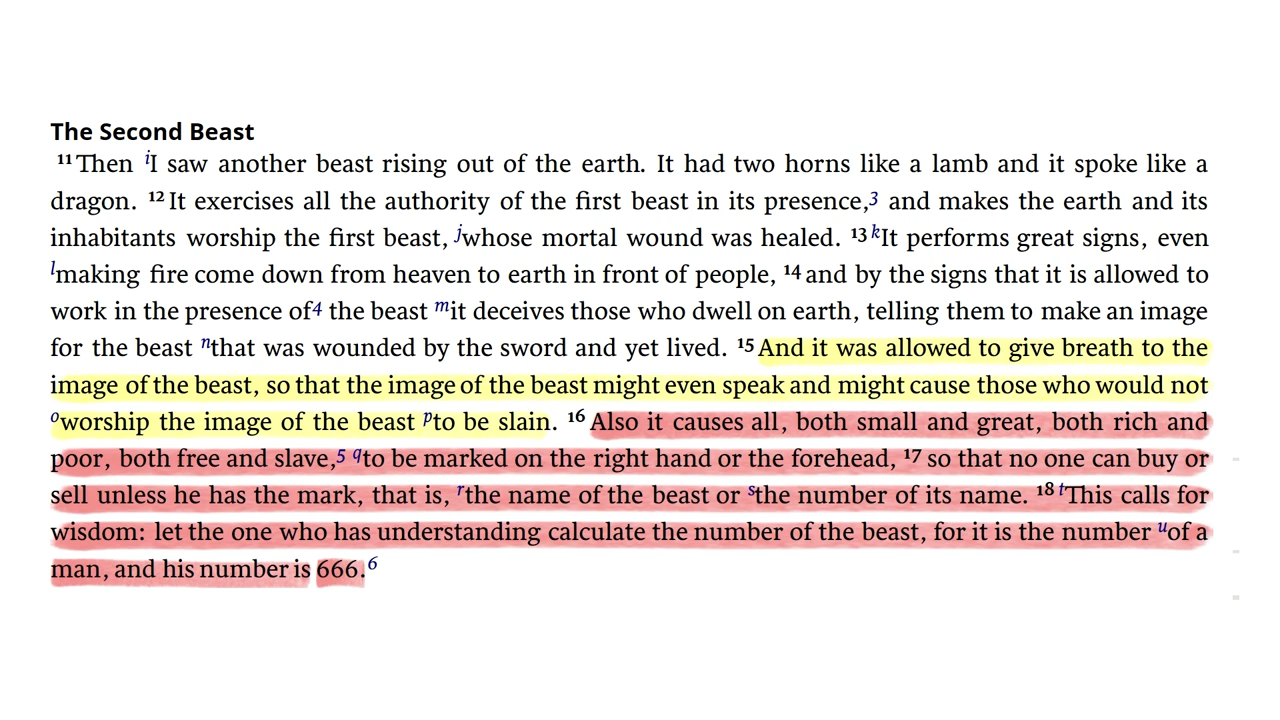 The Second Beast
11 Then iI saw another beast rising out of the earth. It had two horns like a lamb and it spoke like a
dragon. 12 It exercises all the authority of the first beast in its presence,3 and makes the earth and its
inhabitants worship the first beast, jwhose mortal wound was healed. 13 kIt performs great signs, even
lmaking fire come down from heaven to earth in front of people, 14 and by the signs that it is allowed to
work in the presence of4 the beast mit deceives those who dwell on earth, telling them to make an image
for the beast nthat was wounded by the sword and yet lived. 15 And it was allowed to give breath to the
image of the beast, so that the image of the beast might even speak and might cause those who would not
oworship the image of the beast pto be slain. 16 Also it causes all, both small and great, both rich and
poor, both free and slave,5 qto be marked on the right hand or the forehead, 17 so that no one can buy or
sell unless he has the mark, that is, rthe name of the beast or sthe number of its name. 18 tThis calls for
wisdom: let the one who has understanding calculate the number of the beast, for it is the number uof a
man, and his number is 666.6